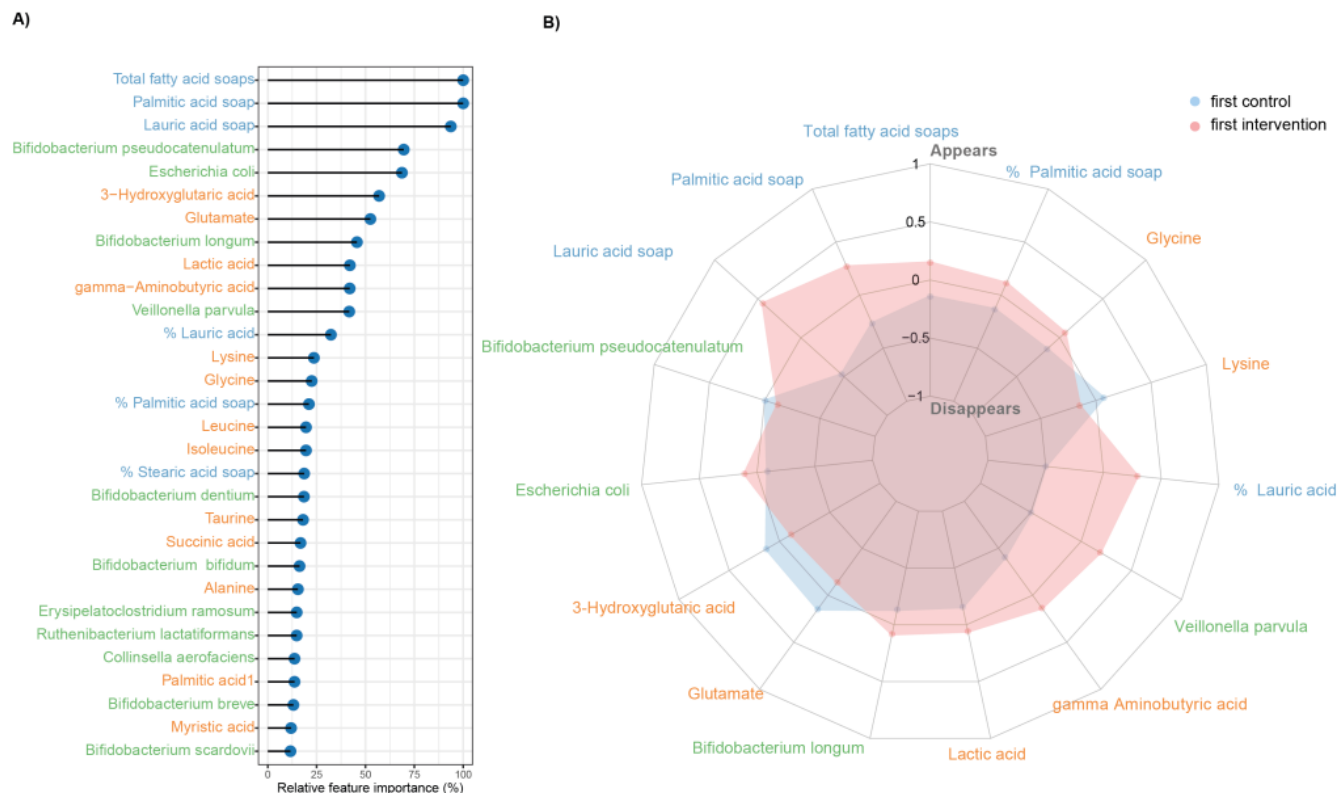 A)
Total fatty acid soaps
Palmitic acid soap
Lauric acid soap
Bifidobacterium pseudocatenulatum
Escherichia coli
3−Hydroxyglutaric acid
Glutamate
Bifidobacterium longum
Lactic acid
gamma−Aminobutyric acid
Veillonella parvula
% Lauric acid
Lysine
Glycine
% Palmitic acid soap
Leucine
Isoleucine
% Stearic acid soap
Bifidobacterium dentium
Taurine
Succinic acid
Bifidobacterium bifidum
Alanine
Erysipelatoclostridium ramosum
Ruthenibacterium lactatiformans
Collinsella aerofaciens
Palmitic acid1
Bifidobacterium breve
Myristic acid
Bifidobacterium scardovii
0 25 50 75 100
Relative feature importance (%)
B)
first control
first intervention
Total fatty acid soaps
Appears
1
0.5
0
−0.5
−1
Disappears
% Palmitic acid soap
Glycine
Lysine
% Lauric acid
Veillonella parvula
gamma Aminobutyric acid
Lactic acid
Bifidobacterium longum
Glutamate
3-Hydroxyglutaric acid
Escherichia coli
Bifidobacterium pseudocatenulatum
Lauric acid soap
Palmitic acid soap